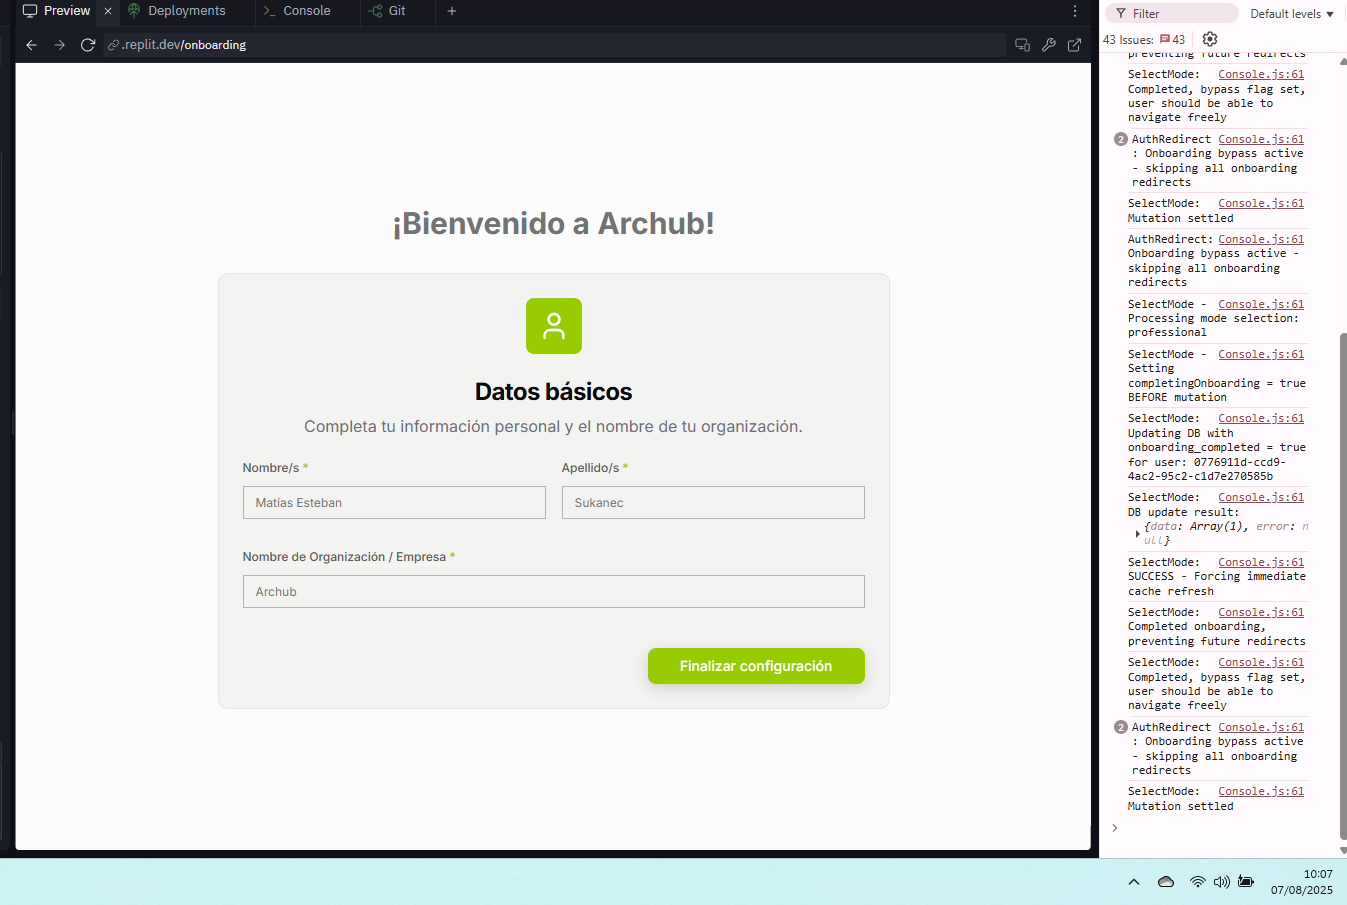 Preview
Deployments
Console
Git
.replit.dev/onboarding
¡Bienvenido a Archub!
Datos básicos
Completa tu información personal y el nombre de tu organización.
Nombre/s *
Apellido/s *
Matías Esteban
Sukanec
Nombre de Organización / Empresa *
Archub
Finalizar configuración
Filter
Default levels
43 Issues: 43
preventing future redirects
SelectMode: Console.js:61
Completed, bypass flag set,
user should be able to
navigate freely
2 AuthRedirect Console.js:61
: Onboarding bypass active
- skipping all onboarding
redirects
SelectMode: Console.js:61
Mutation settled
AuthRedirect: Console.js:61
Onboarding bypass active -
skipping all onboarding
redirects
SelectMode - Console.js:61
Processing mode selection:
professional
SelectMode - Console.js:61
Setting
completingOnboarding = true
BEFORE mutation
SelectMode: Console.js:61
Updating DB with
onboarding_completed = true
for user: 0776911d-ccd9-
4ac2-95c2-c1d7e270585b
SelectMode: Console.js:61
DB update result:
{data: Array(1), error: n
ull}
SelectMode: Console.js:61
SUCCESS - Forcing immediate
cache refresh
SelectMode: Console.js:61
Completed onboarding,
preventing future redirects
SelectMode: Console.js:61
Completed, bypass flag set,
user should be able to
navigate freely
2 AuthRedirect Console.js:61
: Onboarding bypass active
- skipping all onboarding
redirects
SelectMode: Console.js:61
Mutation settled
10:07
07/08/2025